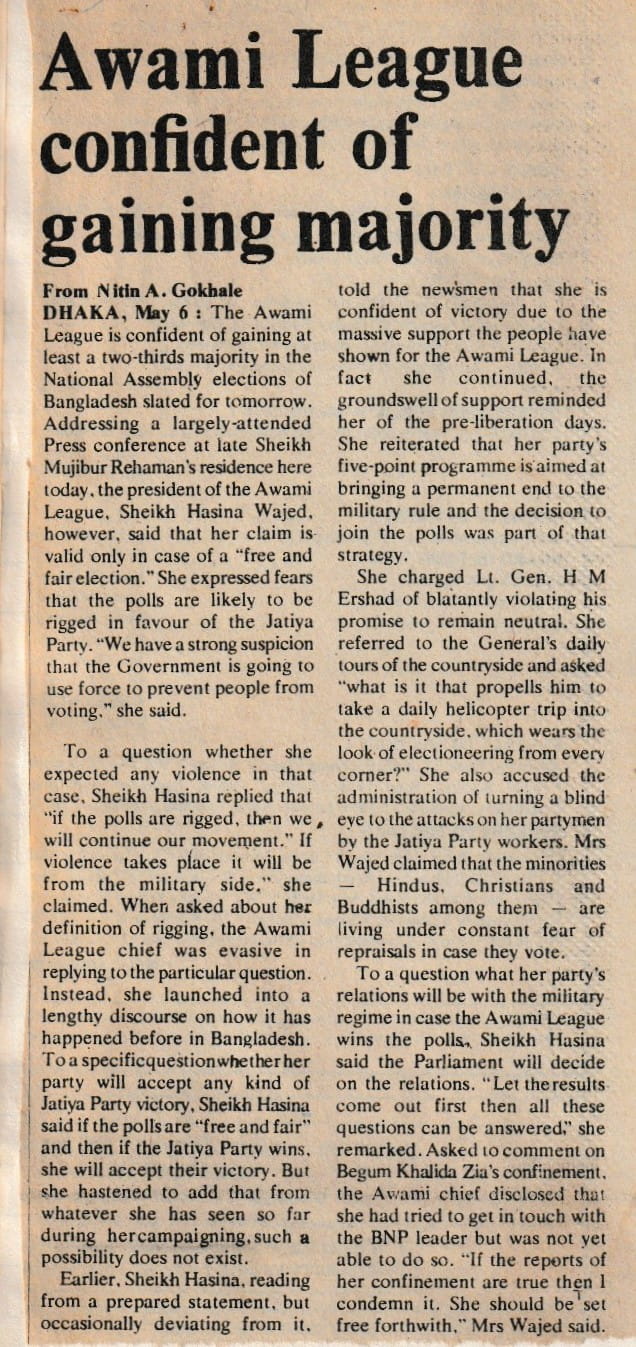 Awami League
confident of
gaining majority
From Nitin A. Gokhale
DHAKA, May 6 : The Awami
League is confident of gaining at
least a two-thirds majority in the
National Assembly elections of
Bangladesh slated for tomorrow.
Addressing a largely-attended
Press conference at late Sheikh
Mujibur Rehaman's residence here
today, the president of the Awami
League, Sheikh Hasina Wajed,
however, said that her claim is
valid only in case of a "free and
fair election." She expressed fears
that the polls are likely to be
rigged in favour of the Jatiya
Party. "We have a strong suspicion
that the Government is going to
use force to prevent people from
voting," she said.
To a question whether she
expected any violence in that
case, Sheikh Hasina replied that
"if the polls are rigged, then we
will continue our movement." If
violence takes place it will be
from the military side," she
claimed. When asked about her
definition of rigging, the Awami
League chief was evasive in
replying to the particular question.
Instead, she launched into a
lengthy discourse on how it has
happened before in Bangladesh.
To a specific question whether her
party will accept any kind of
Jatiya Party victory, Sheikh Hasina
said if the polls are "free and fair"
and then if the Jatiya Party wins,
she will accept their victory. But
she hastened to add that from
whatever she has seen so far
during her campaigning, such a
possibility does not exist.
Earlier, Sheikh Hasina, reading
from a prepared statement, but
occasionally deviating from it,
told the newsmen that she is
confident of victory due to the
massive support the people have
shown for the Awami League. In
fact she continued, the
groundswell of support reminded
her of the pre-liberation days.
She reiterated that her party's
five-point programme is aimed at
bringing a permanent end to the
military rule and the decision to
join the polls was part of that
strategy.
She charged Lt. Gen. H M
Ershad of blatantly violating his
promise to remain neutral. She
referred to the General's daily
tours of the countryside and asked
"what is it that propells him to
take a daily helicopter trip into
the countryside, which wears the
look of electioneering from every
corner?" She also accused the
administration of turning a blind
eye to the attacks on her partymen
by the Jatiya Party workers. Mrs
Wajed claimed that the minorities
— Hindus, Christians and
Buddhists among them — are
living under constant fear of
repraisals in case they vote.
To a question what her party's
relations will be with the military
regime in case the Awami League
wins the polls, Sheikh Hasina
said the Parliament will decide
on the relations. "Let the results
come out first then all these
questions can be answered," she
remarked. Asked to comment on
Begum Khalida Zia's confinement,
the Awami chief disclosed that
she had tried to get in touch with
the BNP leader but was not yet
able to do so. "If the reports of
her confinement are true then I
condemn it. She should be set
free forthwith," Mrs Wajed said.